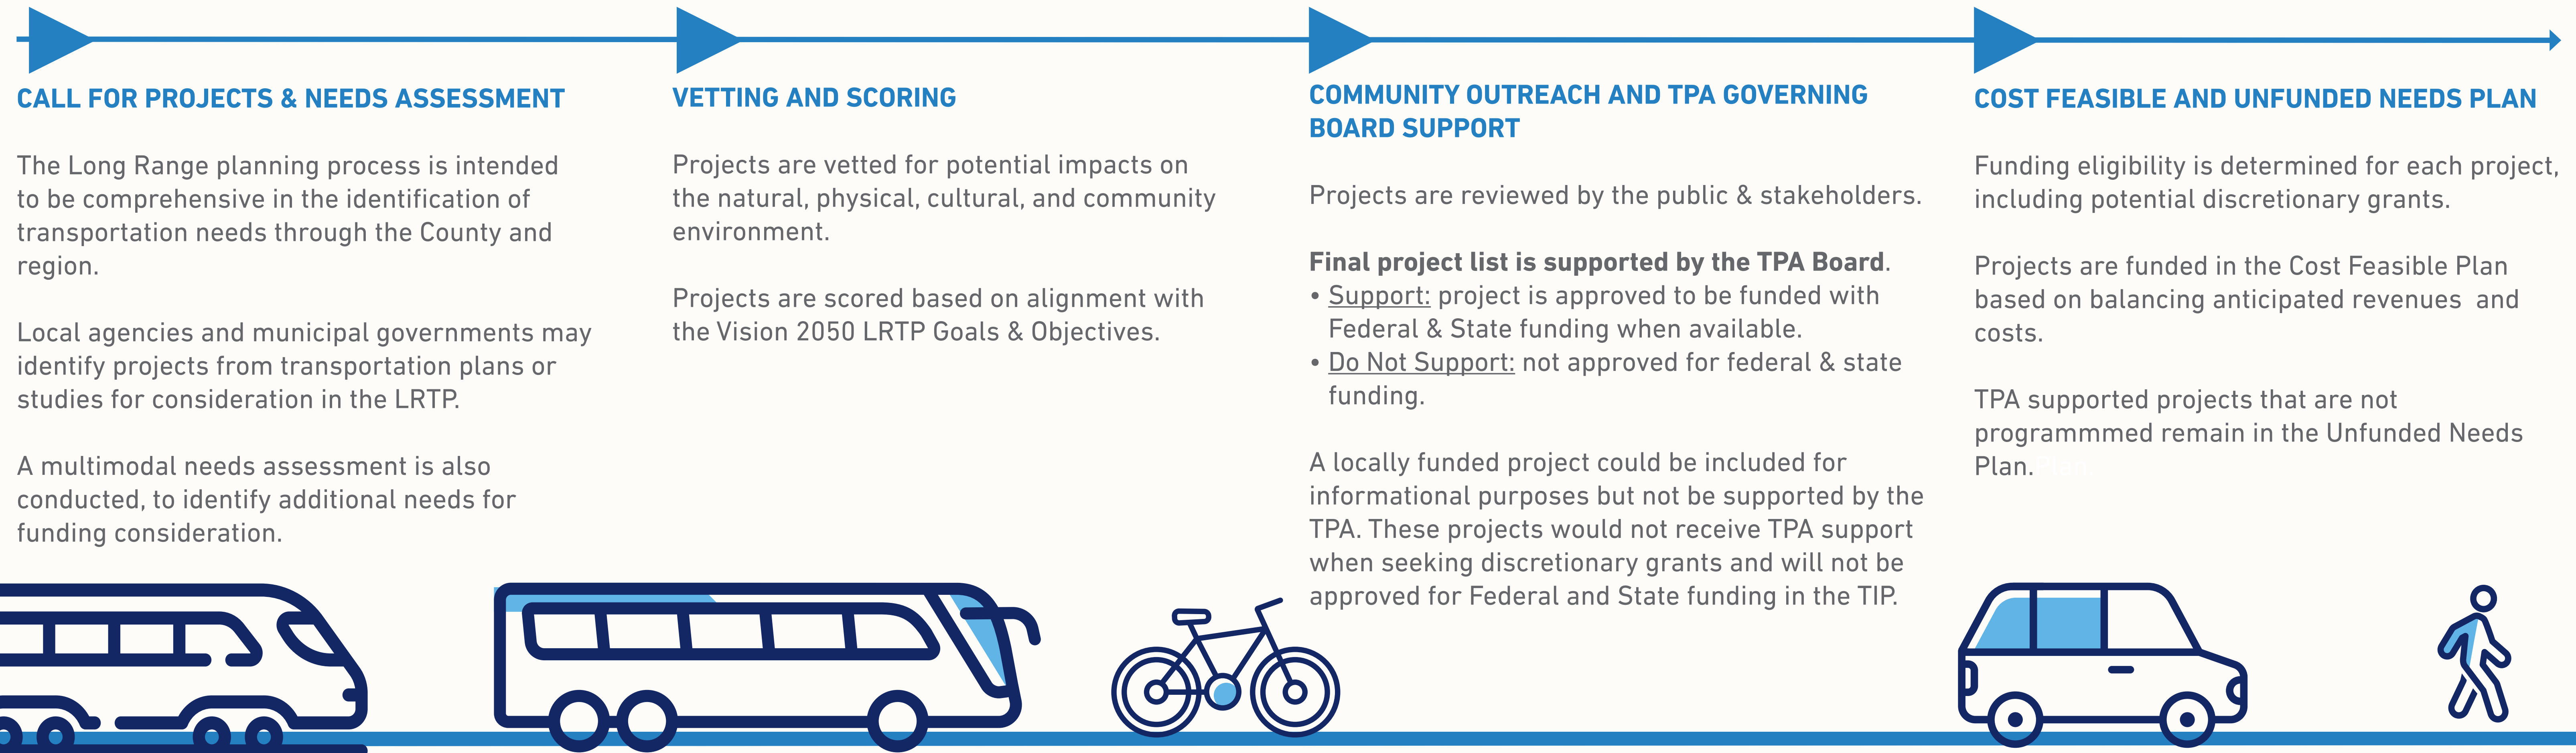 CALL FOR PROJECTS & NEEDS ASSESSMENT
The Long Range planning process is intended
to be comprehensive in the identification of
transportation needs through the County and
region.
Local agencies and municipal governments may
identify projects from transportation plans or
studies for consideration in the LRTP.
A multimodal needs assessment is also
conducted, to identify additional needs for
funding consideration.
VETTING AND SCORING
Projects are vetted for potential impacts on
the natural, physical, cultural, and community
environment.
Projects are scored based on alignment with
the Vision 2050 LRTP Goals & Objectives.
COMMUNITY OUTREACH AND TPA GOVERNING
BOARD SUPPORT
Projects are reviewed by the public & stakeholders.
Final project list is supported by the TPA Board.
• Support: project is approved to be funded with
Federal & State funding when available.
• Do Not Support: not approved for federal & state
funding.
A locally funded project could be included for
informational purposes but not be supported by the
TPA. These projects would not receive TPA support
when seeking discretionary grants and will not be
approved for Federal and State funding in the TIP.
COST FEASIBLE AND UNFUNDED NEEDS PLAN
Funding eligibility is determined for each project,
including potential discretionary grants.
Projects are funded in the Cost Feasible Plan
based on balancing anticipated revenues  and
costs.
TPA supported projects that are not
programmmed remain in the Unfunded Needs
Plan.